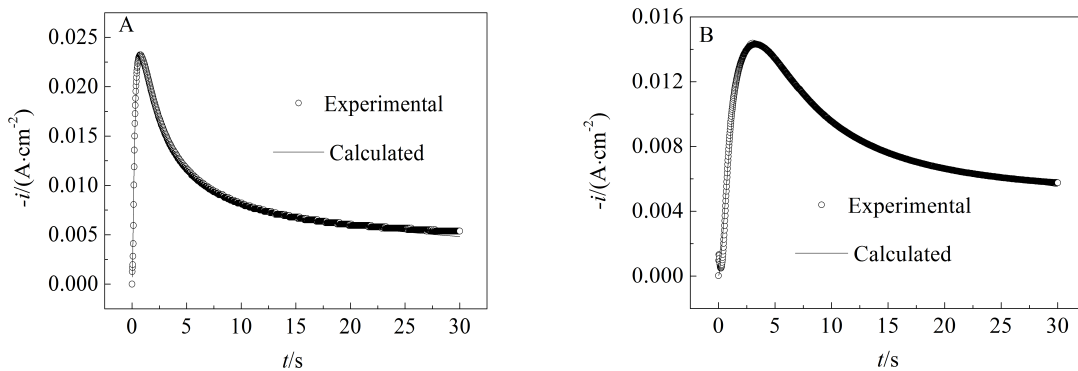 A
0.025
0.020
0.015
0.010
0.005
0.000
-i/(A·cm⁻²)
Experimental
Calculated
0 5 10 15 20 25 30
t/s
B
0.016
0.012
0.008
0.004
0.000
-i/(A·cm⁻²)
Experimental
Calculated
0 5 10 15 20 25 30
t/s